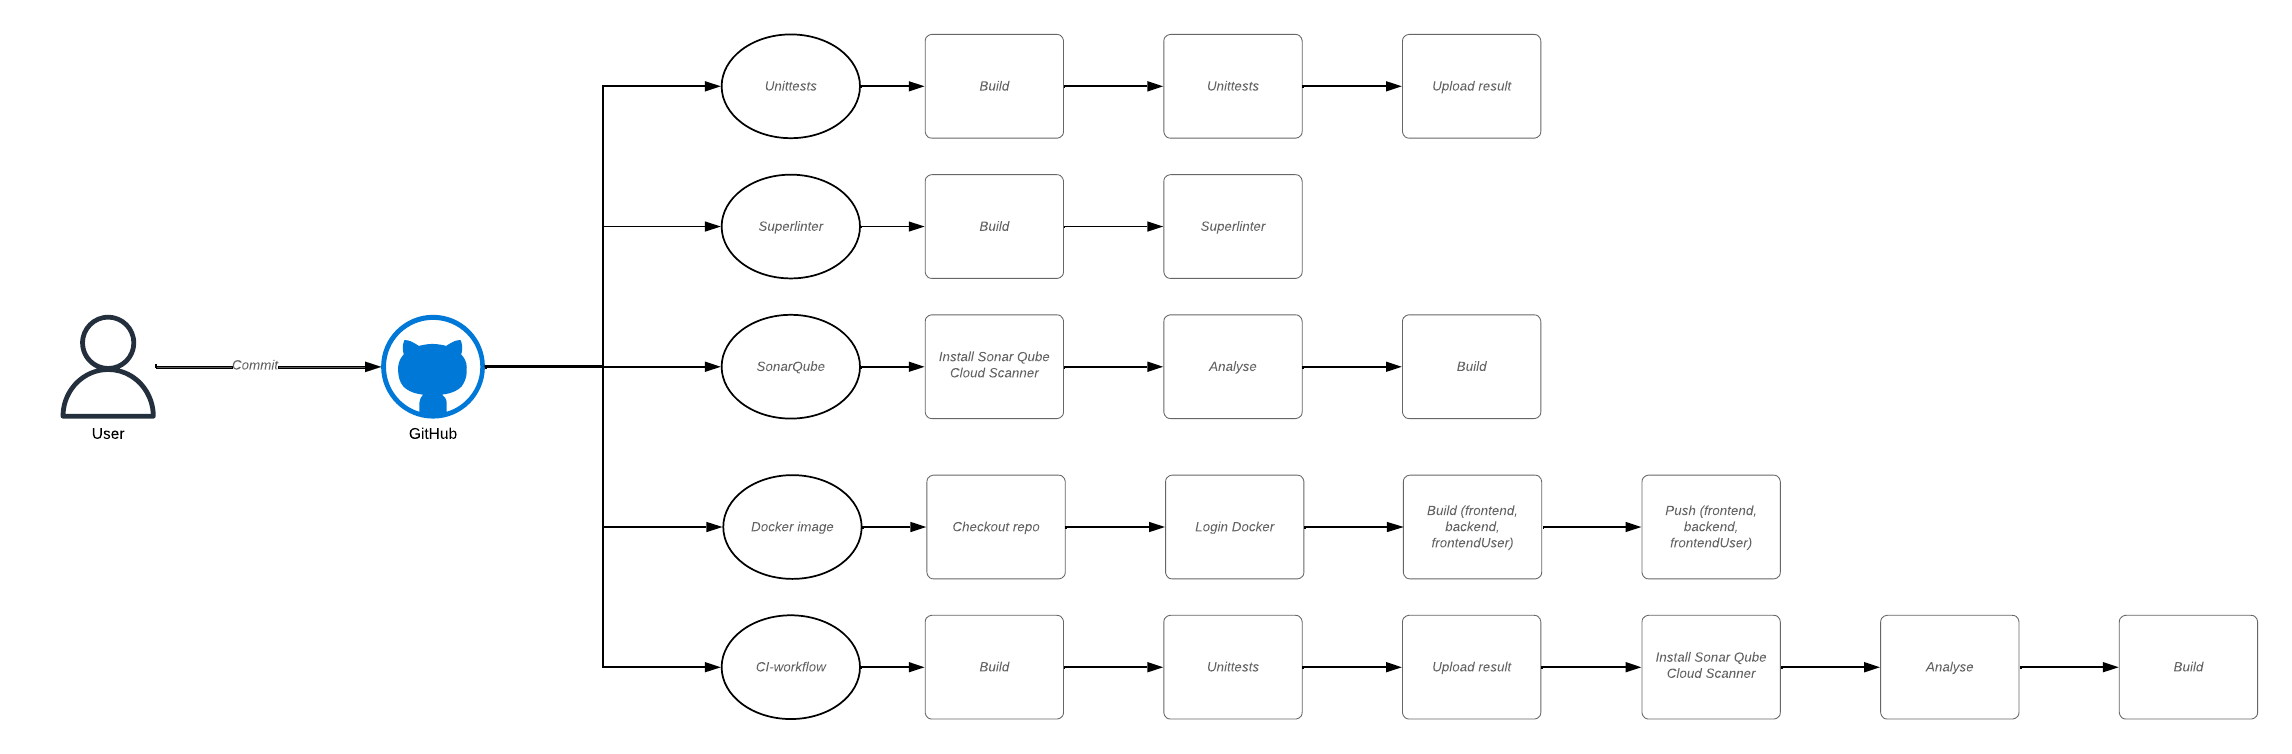 Unittests
Build
Unittests
Upload result
Superlinter
Build
Superlinter
Commit
User
GitHub
SonarQube
Install Sonar Qube
Cloud Scanner
Analyse
Build
Docker image
Checkout repo
Login Docker
Build (frontend,
backend,
frontendUser)
Push (frontend,
backend,
frontendUser)
CI-workflow
Build
Unittests
Upload result
Install Sonar Qube
Cloud Scanner
Analyse
Build